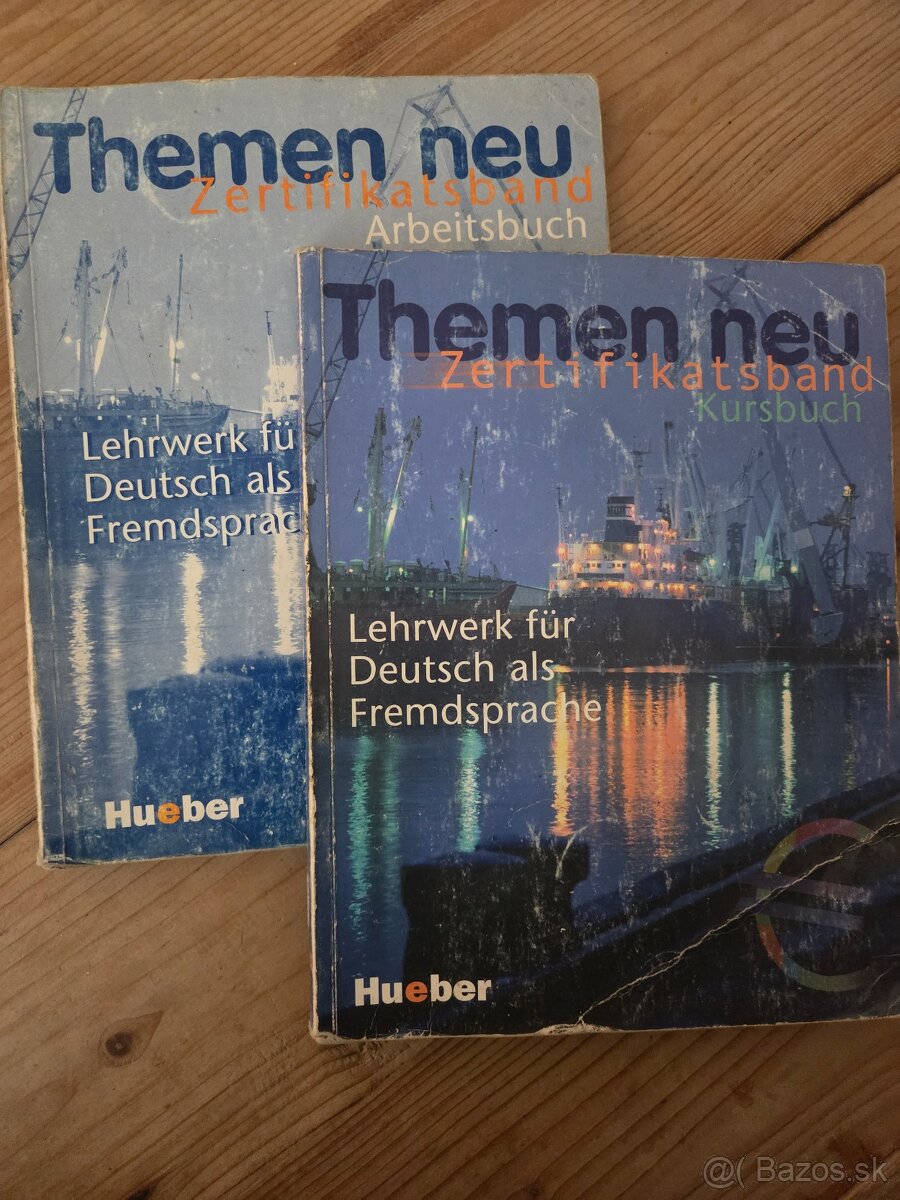 Themen neu
Zertifikatsband
Arbeitsbuch
Lehrwerk fü
Deutsch als
Fremdsprac
Hueber
Themen neu
Zertifikatsband
Kursbuch
Lehrwerk für
Deutsch als
Fremdsprache
Hueber
@( Bazos.sk